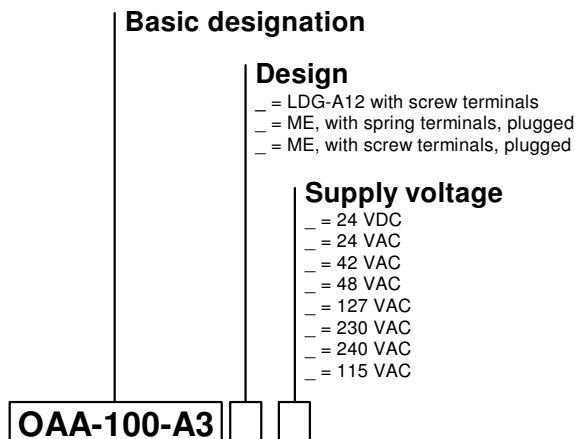 Basic designation
Design
_ = LDG-A12 with screw terminals
_ = ME, with spring terminals, plugged
_ = ME, with screw terminals, plugged
Supply voltage
_ = 24 VDC
_ = 24 VAC
_ = 42 VAC
_ = 48 VAC
_ = 127 VAC
_ = 230 VAC
_ = 240 VAC
_ = 115 VAC
OAA-100-A3